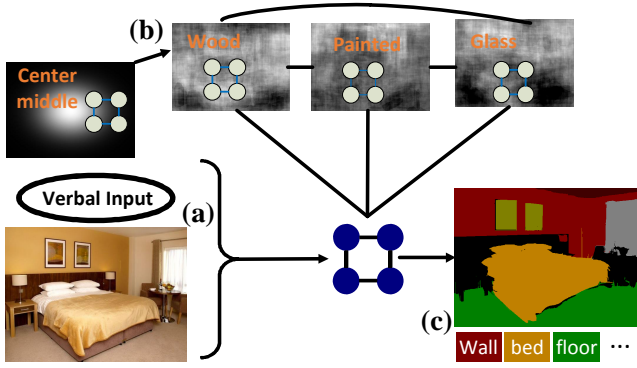 (b)
Wood
Painted
Glass
Center
middle
Verbal Input
(a)
(c)
Wall bed floor ...